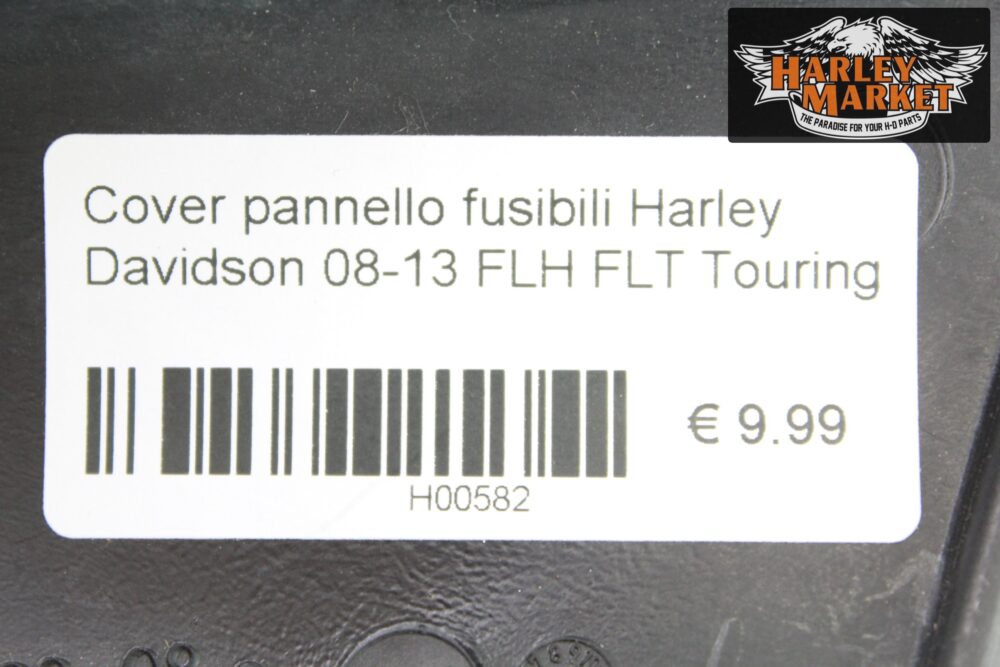 HARLEY
MARKET
THE PARADISE FOR YOUR H-D PARTS
Cover pannello fusibili Harley
Davidson 08-13 FLH FLT Touring
€ 9.99
H00582